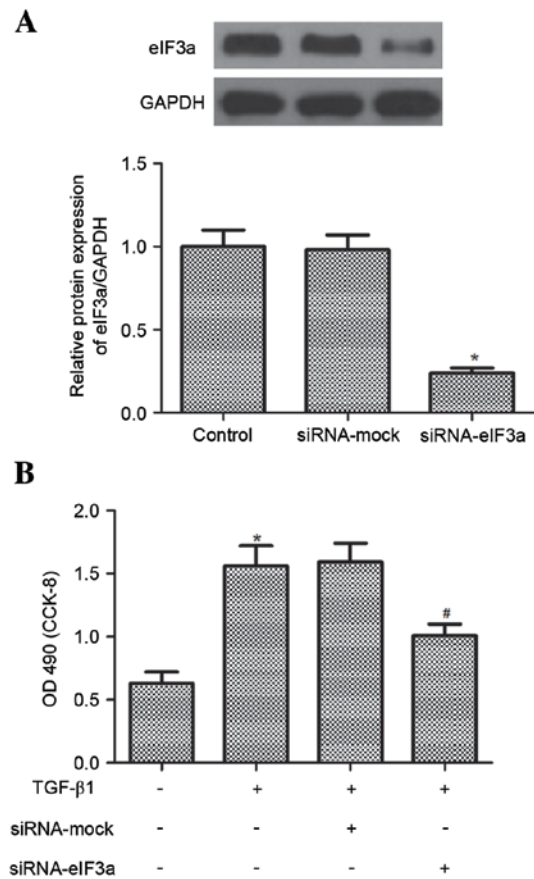 A
eIF3a
GAPDH
Relative protein expression
of eIF3a/GAPDH
1.5
1.0
0.5
0.0
*
Control siRNA-mock siRNA-eIF3a
B
OD 490 (CCK-8)
2.0
1.5
1.0
0.5
0.0
*
#
TGF-β1 - + + +
siRNA-mock - - + -
siRNA-eIF3a - - - +